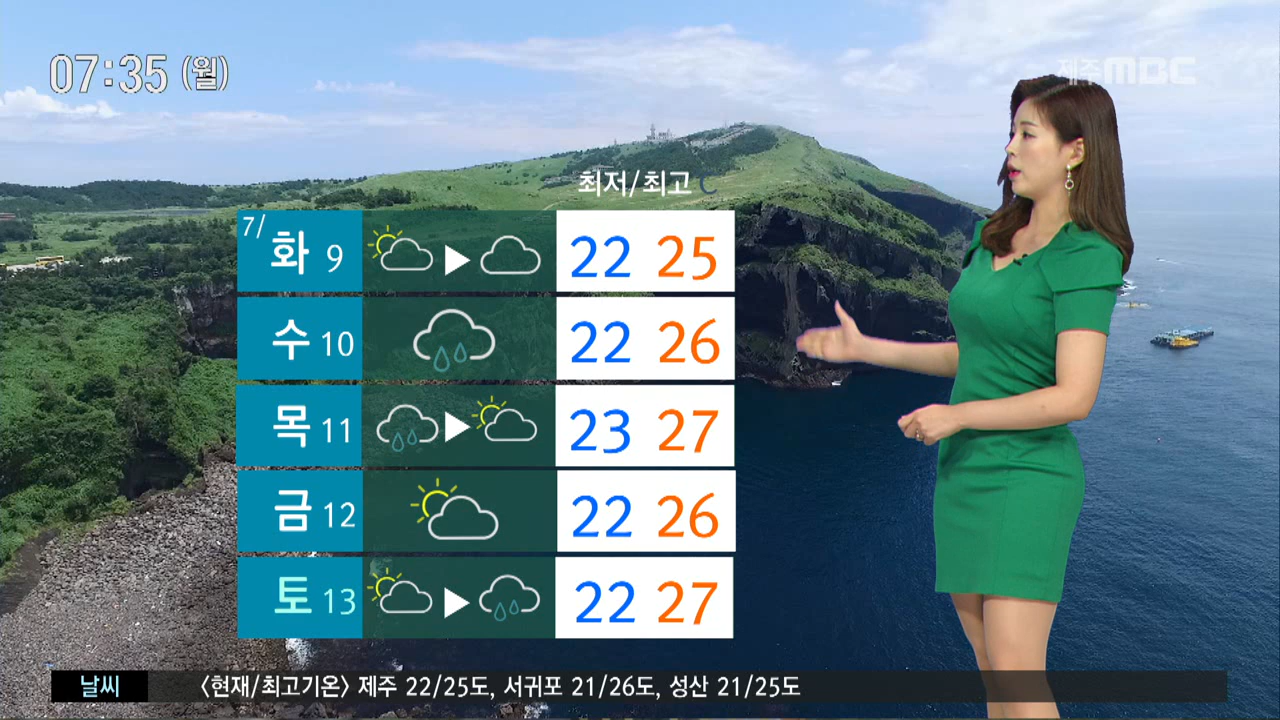 07:35 (월)
제주MBC
최저/최고 ℃
7/
화 9 22 25
수 10 22 26
목 11 23 27
금 12 22 26
토 13 22 27
날씨 〈현재/최고기온〉 제주 22/25도, 서귀포 21/26도, 성산 21/25도